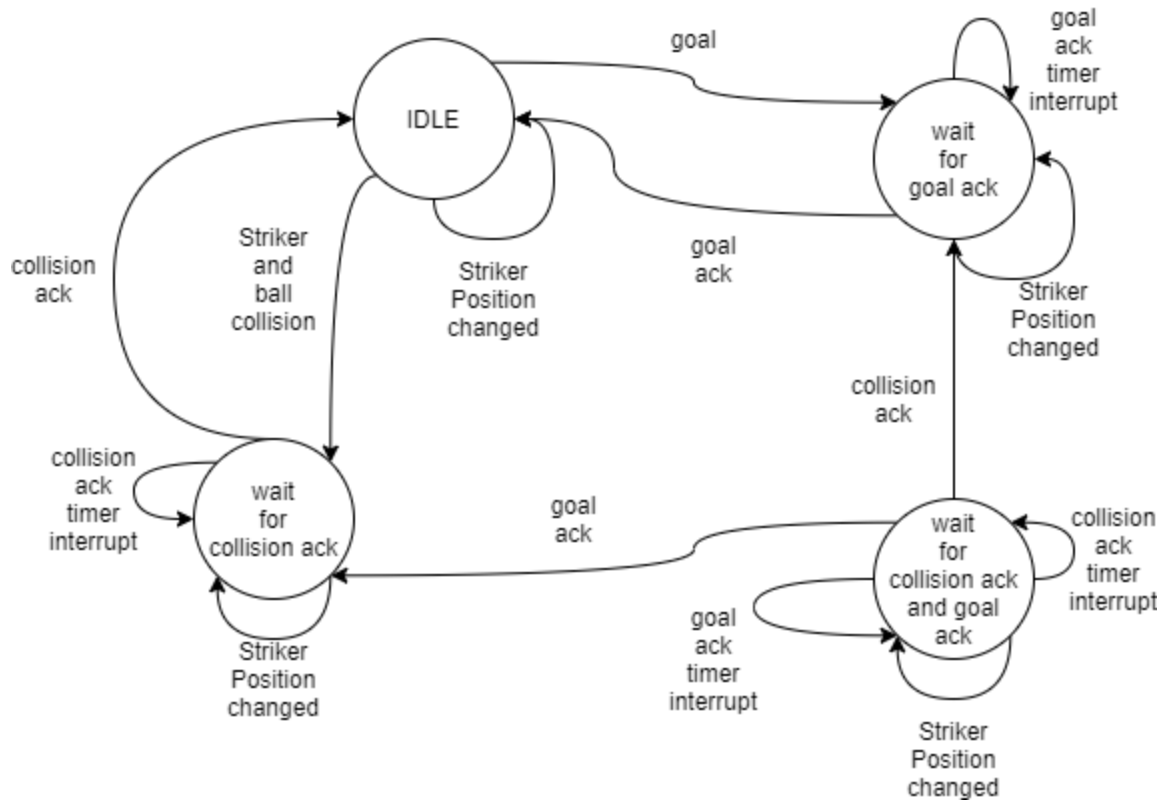 goal
goal
ack
timer
interrupt
IDLE
wait
for
goal ack
Striker
and
ball
collision
goal
ack
collision
ack
Striker
Position
changed
Striker
Position
changed
collision
ack
collision
ack
timer
interrupt
wait
for
collision ack
goal
ack
wait
for
collision ack
and goal
ack
collision
ack
timer
interrupt
goal
ack
timer
interrupt
Striker
Position
changed
Striker
Position
changed